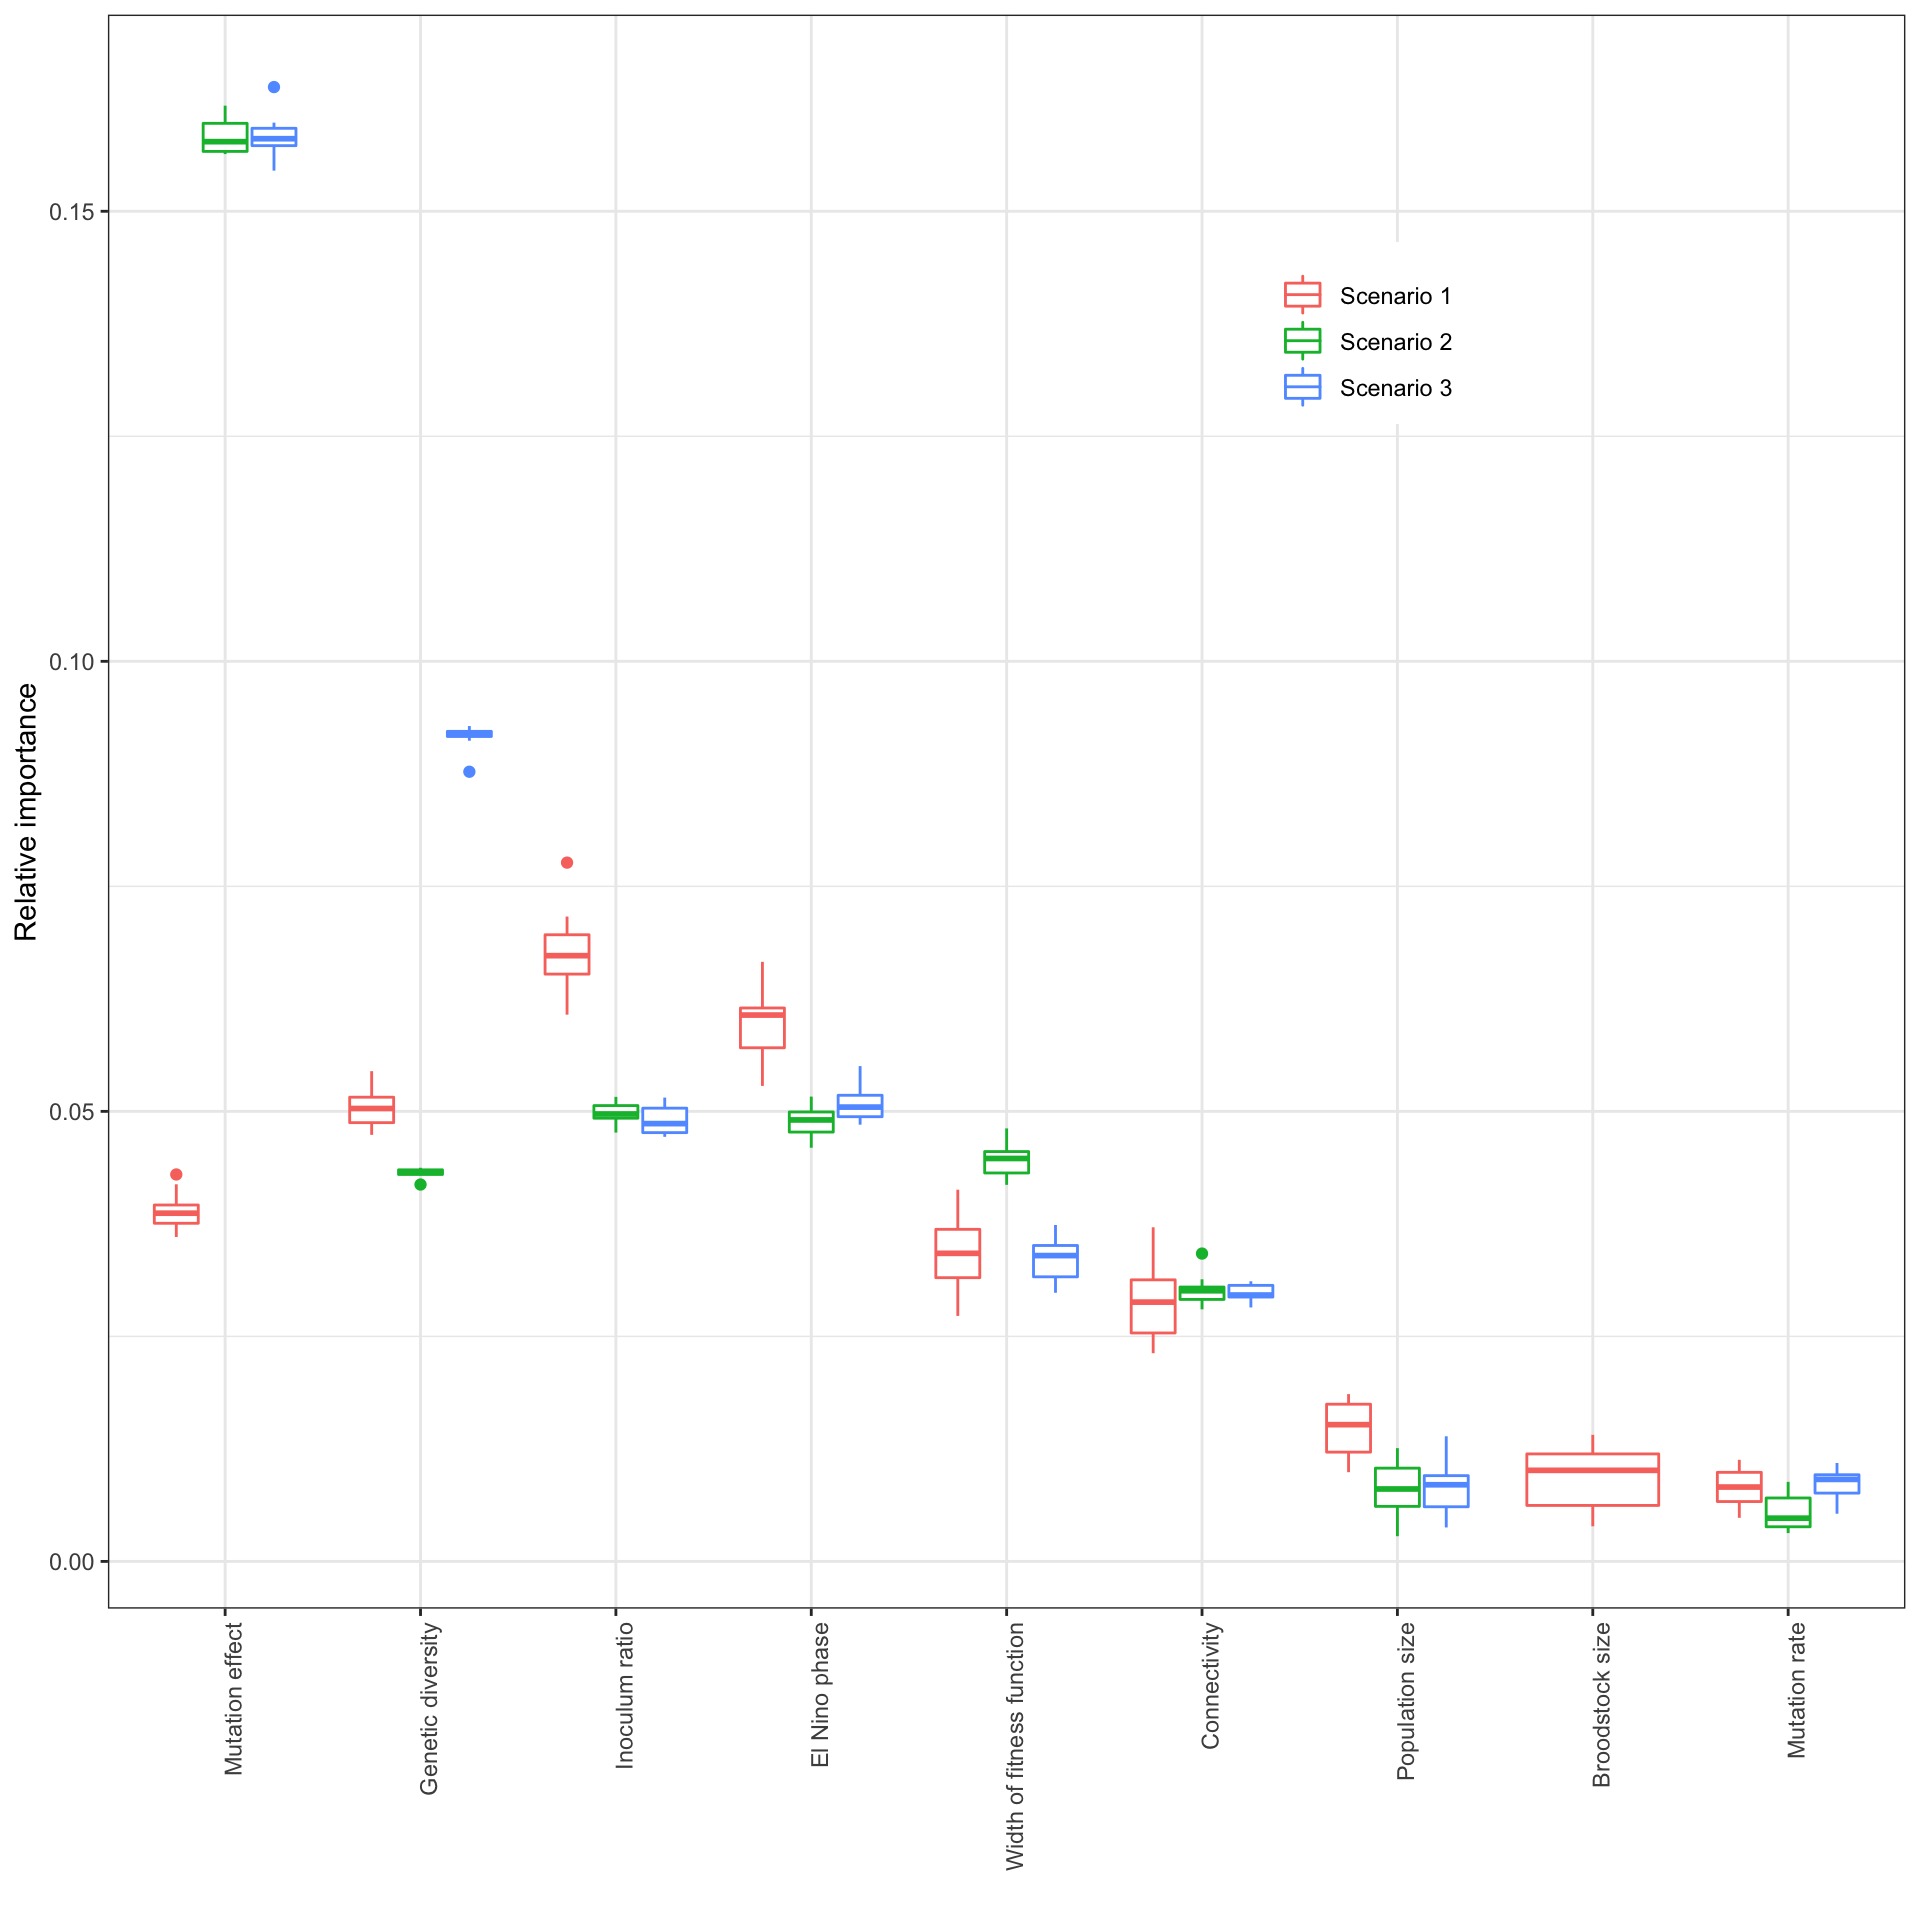 Relative importance
0.15
0.10
0.05
0.00
Scenario 1
Scenario 2
Scenario 3
Mutation effect
Genetic diversity
Inoculum ratio
El Nino phase
Width of fitness function
Connectivity
Population size
Broodstock size
Mutation rate